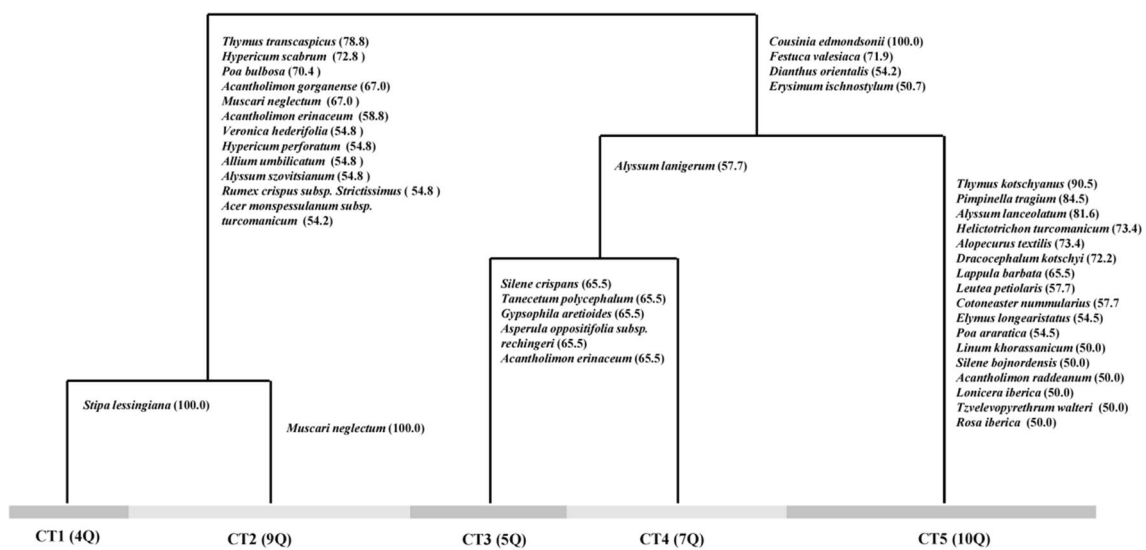 Thymus transcaspicus (78.8)
Hypericum scabrum (72.8 )
Poa bulbosa (70.4 )
Acantholimon gorganense (67.0)
Muscari neglectum (67.0 )
Acantholimon erinaceum (58.8)
Veronica hederifolia (54.8 )
Hypericum perforatum (54.8)
Allium umbilicatum (54.8 )
Alyssum szovitsianum (54.8)
Rumex crispus subsp. Strictissimus ( 54.8 )
Acer monspessulanum subsp.
turcomanicum (54.2)
Cousinia edmondsonii (100.0)
Festuca valesiaca (71.9)
Dianthus orientalis (54.2)
Erysimum ischnostylum (50.7)
Alyssum lanigerum (57.7)
Thymus kotschyanus (90.5)
Pimpinella tragium (84.5)
Alyssum lanceolatum (81.6)
Helictotrichon turcomanicum (73.4)
Alopecurus textilis (73.4)
Dracocephalum kotschyi (72.2)
Lappula barbata (65.5)
Leutea petiolaris (57.7)
Cotoneaster nummularius (57.7
Elymus longearistatus (54.5)
Poa araratica (54.5)
Linum khorassanicum (50.0)
Silene bojnordensis (50.0)
Acantholimon raddeanum (50.0)
Lonicera iberica (50.0)
Tzvelevopyrethrum walteri (50.0)
Rosa iberica (50.0)
Silene crispans (65.5)
Tanecetum polycephalum (65.5)
Gypsophila aretioides (65.5)
Asperula oppositifolia subsp.
rechingeri (65.5)
Acantholimon erinaceum (65.5)
Stipa lessingiana (100.0)
Muscari neglectum (100.0)
CT1 (4Q)
CT2 (9Q)
CT3 (5Q)
CT4 (7Q)
CT5 (10Q)